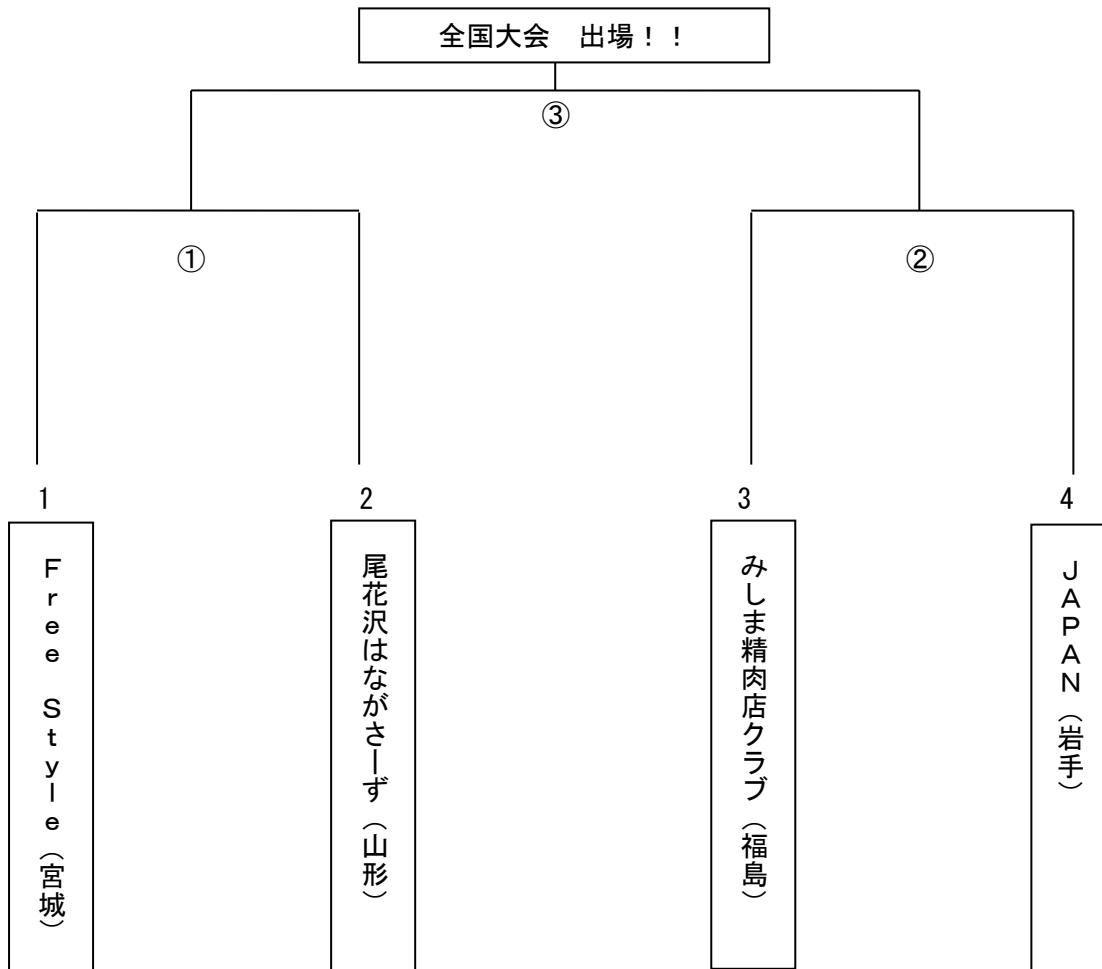 全国大会　出場！！
③
①
②
1
2
3
4
Ｆｒｅｅ　Ｓｔｙｌｅ（宮城）
尾花沢はながさーず（山形）
みしま精肉店クラブ（福島）
ＪＡＰＡＮ（岩手）